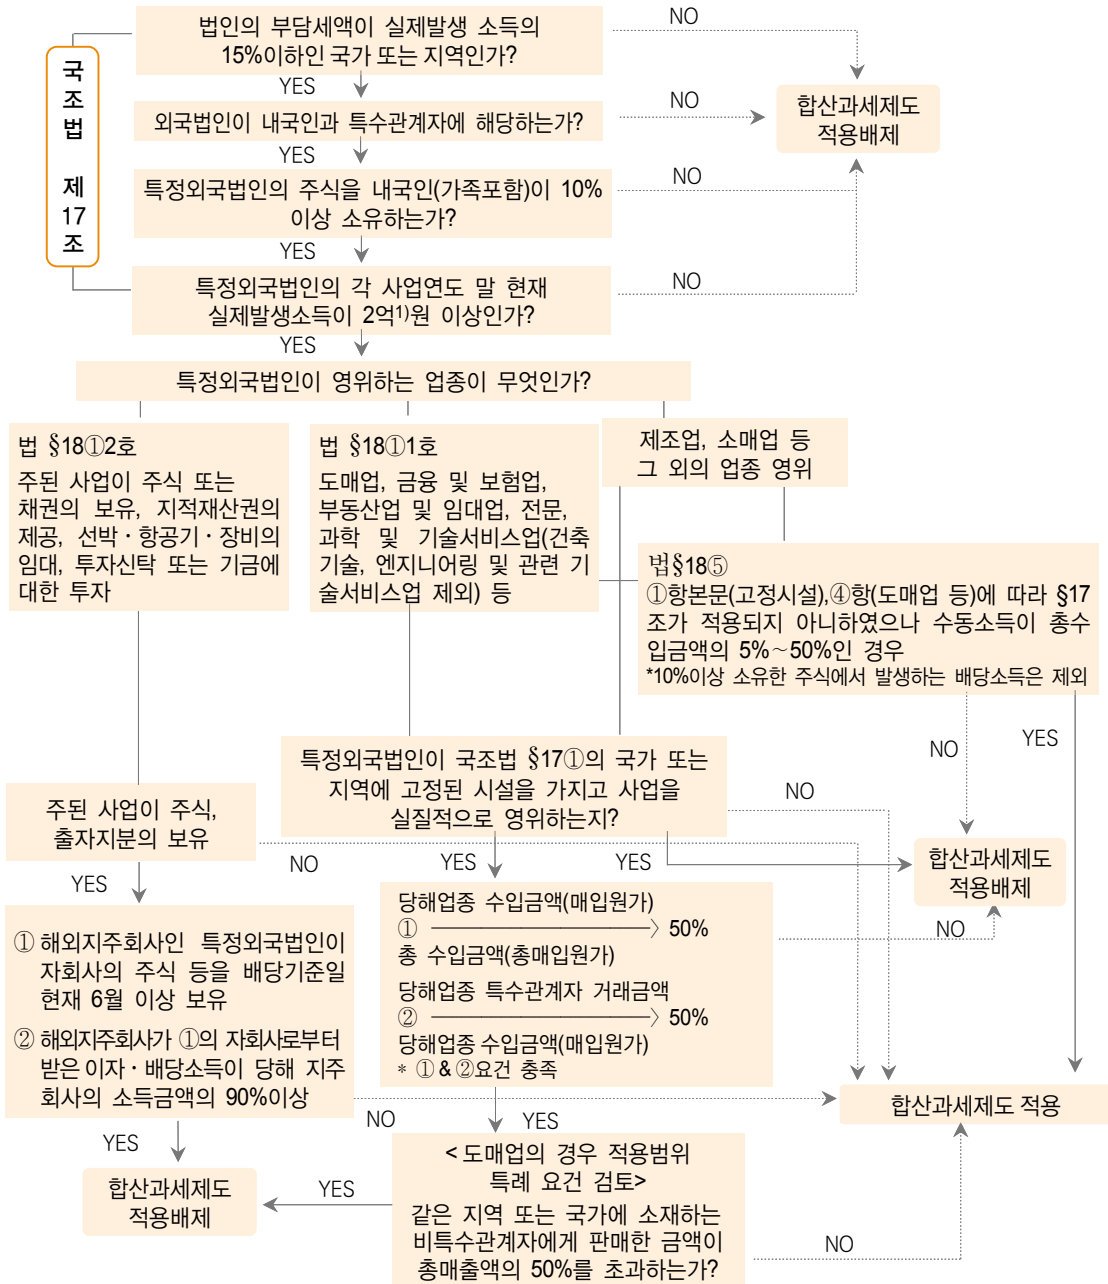 법인의 부담세액이 실제발생 소득의
15%이하인 국가 또는 지역인가?
NO
국조법 제17조
YES
외국법인이 내국인과 특수관계자에 해당하는가?
NO
합산과세제도
적용배제
YES
특정외국법인의 주식을 내국인(가족포함)이 10%
이상 소유하는가?
NO
YES
특정외국법인의 각 사업연도 말 현재
실제발생소득이 2억1)원 이상인가?
NO
YES
특정외국법인이 영위하는 업종이 무엇인가?
법 §18①2호
주된 사업이 주식 또는
채권의 보유, 지적재산권의
제공, 선박·항공기·장비의
임대, 투자신탁 또는 기금에
대한 투자
법 §18①1호
도매업, 금융 및 보험업,
부동산업 및 임대업, 전문,
과학 및 기술서비스업(건축
기술, 엔지니어링 및 관련 기
술서비스업 제외) 등
제조업, 소매업 등
그 외의 업종 영위
법§18⑤
①항본문(고정시설),④항(도매업 등)에 따라 §17
조가 적용되지 아니하였으나 수동소득이 총수
입금액의 5%～50%인 경우
*10%이상 소유한 주식에서 발생하는 배당소득은 제외
NO
YES
특정외국법인이 국조법 §17①의 국가 또는
지역에 고정된 시설을 가지고 사업을
실질적으로 영위하는지?
NO
주된 사업이 주식,
출자지분의 보유
NO
YES
YES
YES
합산과세제도
적용배제
① 해외지주회사인 특정외국법인이
자회사의 주식 등을 배당기준일
현재 6월 이상 보유
② 해외지주회사가 ①의 자회사로부터
받은 이자·배당소득이 당해 지주
회사의 소득금액의 90%이상
당해업종 수입금액(매입원가)
① ────────────〉 50%
총 수입금액(총매입원가)
당해업종 특수관계자 거래금액
② ────────────〉 50%
당해업종 수입금액(매입원가)
* ①&②요건 충족
NO
합산과세제도 적용
NO
YES
YES
합산과세제도
적용배제
YES
<도매업의 경우 적용범위
특례 요건 검토>
같은 지역 또는 국가에 소재하는
비특수관계자에게 판매한 금액이
총매출액의 50%를 초과하는가?
NO